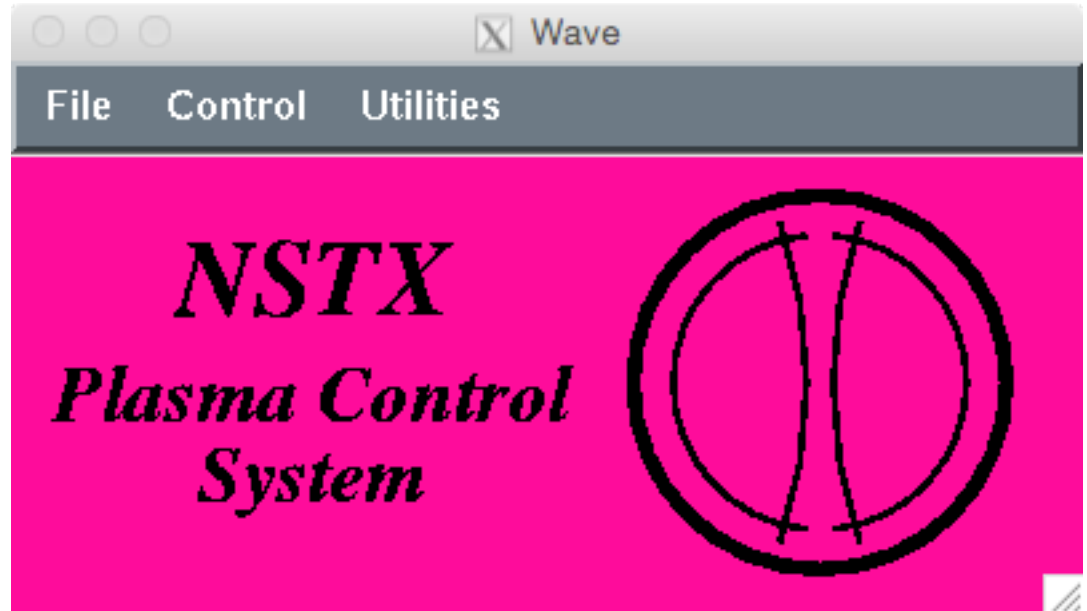 Wave
File Control Utilities
NSTX
Plasma Control
System